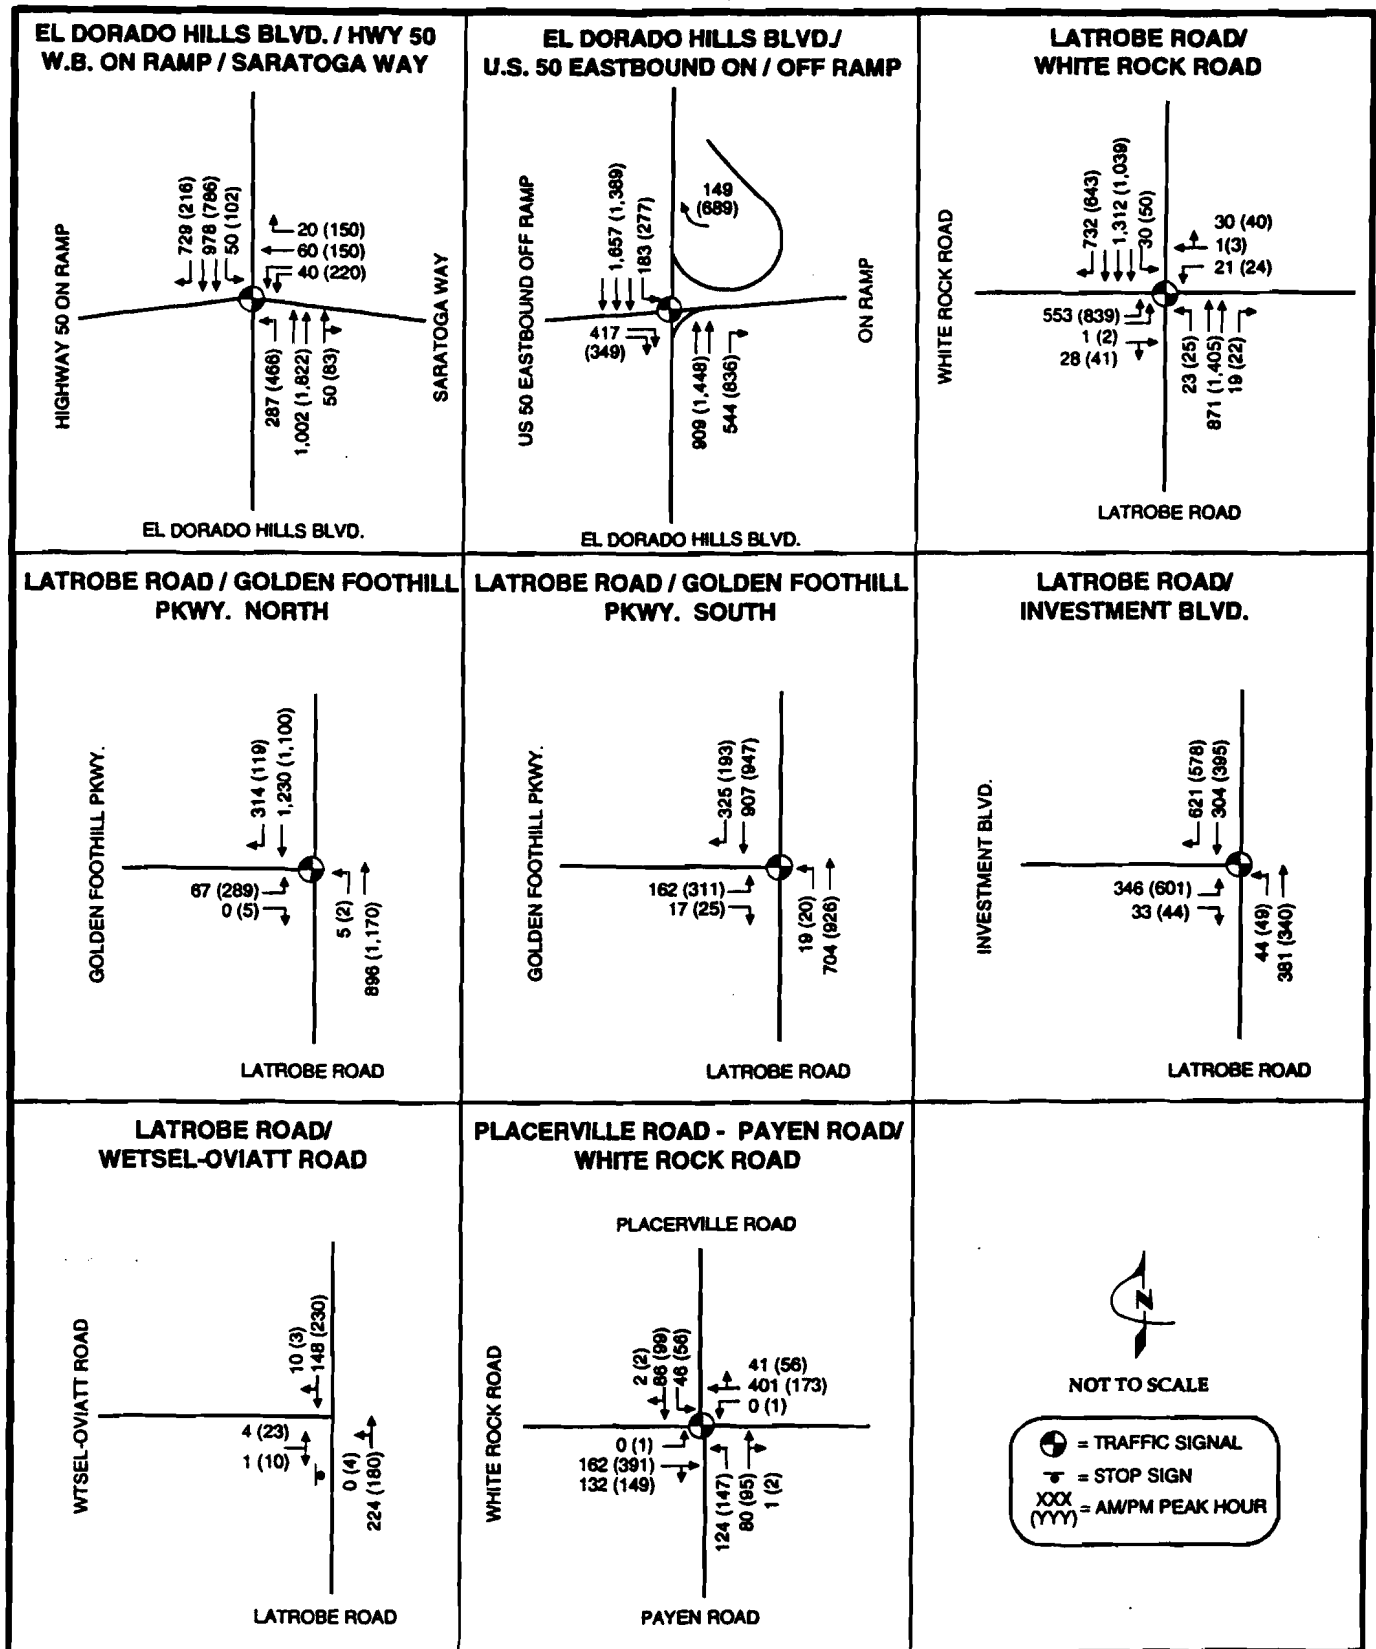 EL DORADO HILLS BLVD. / HWY 50
W.B. ON RAMP / SARATOGA WAY
HIGHWAY 50 ON RAMP
729 (216)
978 (786)
50 (102)
20 (150)
60 (150)
40 (220)
287 (466)
1,002 (1,822)
50 (83)
SARATOGA WAY
EL DORADO HILLS BLVD.
EL DORADO HILLS BLVD./
U.S. 50 EASTBOUND ON / OFF RAMP
US 50 EASTBOUND OFF RAMP
1,657 (1,389)
183 (277)
149
(689)
417
(349)
909 (1,448)
544 (836)
ON RAMP
EL DORADO HILLS BLVD.
LATROBE ROAD/
WHITE ROCK ROAD
WHITE ROCK ROAD
732 (643)
1,312 (1,039)
30 (50)
30 (40)
1(3)
21 (24)
553 (839)
1 (2)
28 (41)
23 (25)
871 (1,405)
19 (22)
LATROBE ROAD
LATROBE ROAD / GOLDEN FOOTHILL
PKWY. NORTH
GOLDEN FOOTHILL PKWY.
314 (119)
1,230 (1,100)
67 (289)
0 (5)
5 (2)
896 (1,170)
LATROBE ROAD
LATROBE ROAD / GOLDEN FOOTHILL
PKWY. SOUTH
GOLDEN FOOTHILL PKWY.
325 (193)
907 (947)
162 (311)
17 (25)
19 (20)
704 (926)
LATROBE ROAD
LATROBE ROAD/
INVESTMENT BLVD.
INVESTMENT BLVD.
621 (578)
304 (395)
346 (601)
33 (44)
44 (49)
381 (340)
LATROBE ROAD
LATROBE ROAD/
WETSEL-OVIATT ROAD
WTSEL-OVIATT ROAD
10 (3)
148 (230)
4 (23)
1 (10)
0 (4)
224 (180)
LATROBE ROAD
PLACERVILLE ROAD - PAYEN ROAD/
WHITE ROCK ROAD
PLACERVILLE ROAD
WHITE ROCK ROAD
2 (2)
86 (99)
46 (56)
41 (56)
401 (173)
0 (1)
0 (1)
162 (391)
132 (149)
124 (147)
80 (95)
1 (2)
PAYEN ROAD
N
NOT TO SCALE
= TRAFFIC SIGNAL
= STOP SIGN
XXX
(YYY) = AM/PM PEAK HOUR